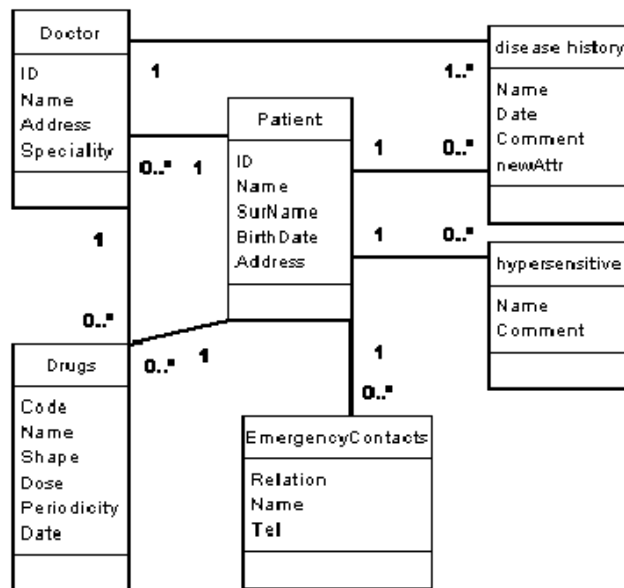 Doctor
ID
Name
Address
Speciality
1
1..*
disease history
Name
Date
Comment
newAttr
0..*
1
Patient
ID
Name
SurName
BirthDate
Address
1
0..*
1
0..*
hypersensitive
Name
Comment
1
0..*
0..*
1
Drugs
Code
Name
Shape
Dose
Periodicity
Date
1
0..*
EmergencyContacts
Relation
Name
Tel